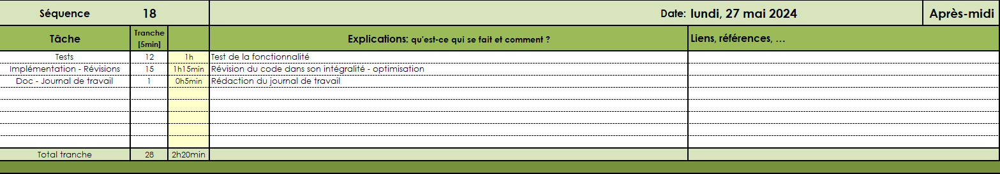 Séquence 18 Date: lundi, 27 mai 2024 Après-midi
Tâche Tranche [5min] Explications: qu'est-ce qui se fait et comment ? Liens, références, …
Tests 12 1h Test de la fonctionnalité
Implémentation - Révisions 15 1h15min Révision du code dans son intégralité - optimisation
Doc - Journal de travail 1 0h5min Rédaction du journal de travail
Total tranche 28 2h20min